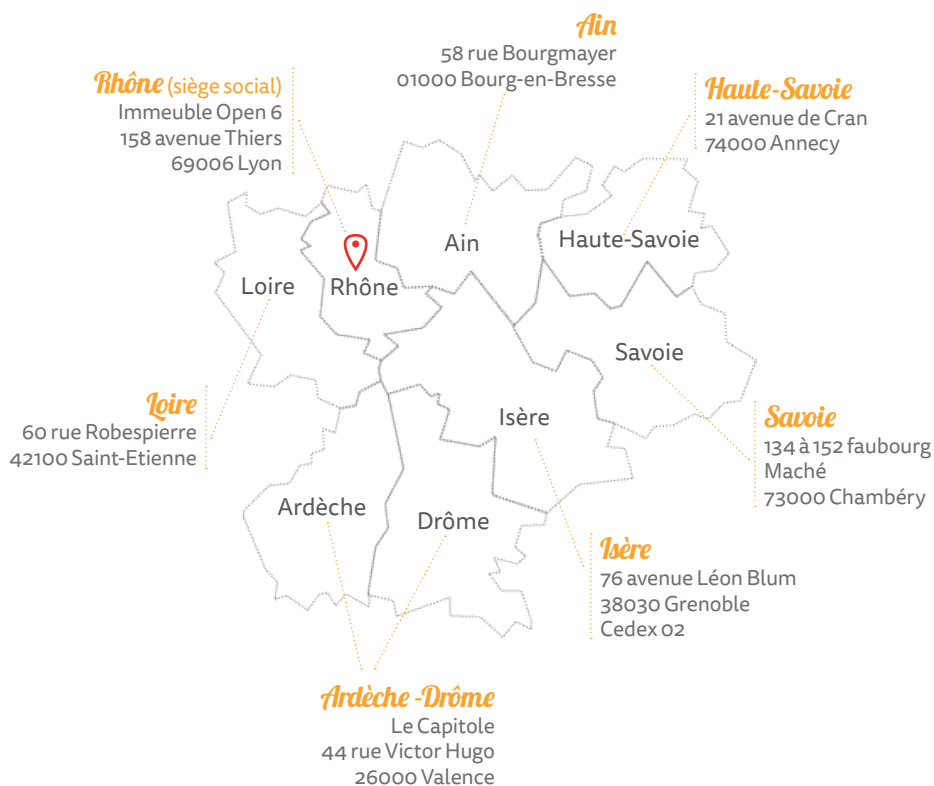 Ain
58 rue Bourgmayer
01000 Bourg-en-Bresse
Rhône (siège social)
Immeuble Open 6
158 avenue Thiers
69006 Lyon
Haute-Savoie
21 avenue de Cran
74000 Annecy
Ain
Haute-Savoie
Loire
Rhône
Savoie
Loire
60 rue Robespierre
42100 Saint-Etienne
Isère
Savoie
134 à 152 faubourg
Maché
73000 Chambéry
Ardèche
Drôme
Isère
76 avenue Léon Blum
38030 Grenoble
Cedex 02
Ardèche -Drôme
Le Capitole
44 rue Victor Hugo
26000 Valence